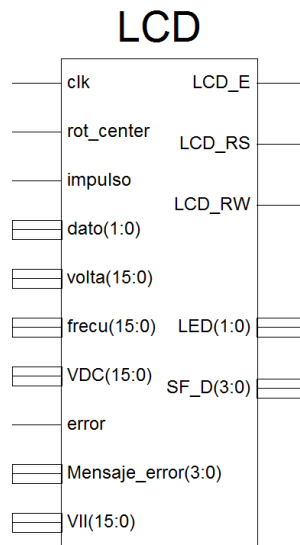 LCD
clk LCD_E
rot_center LCD_RS
impulso LCD_RW
dato(1:0)
volta(15:0)
frecu(15:0) LED(1:0)
VDC(15:0) SF_D(3:0)
error
Mensaje_error(3:0)
VII(15:0)